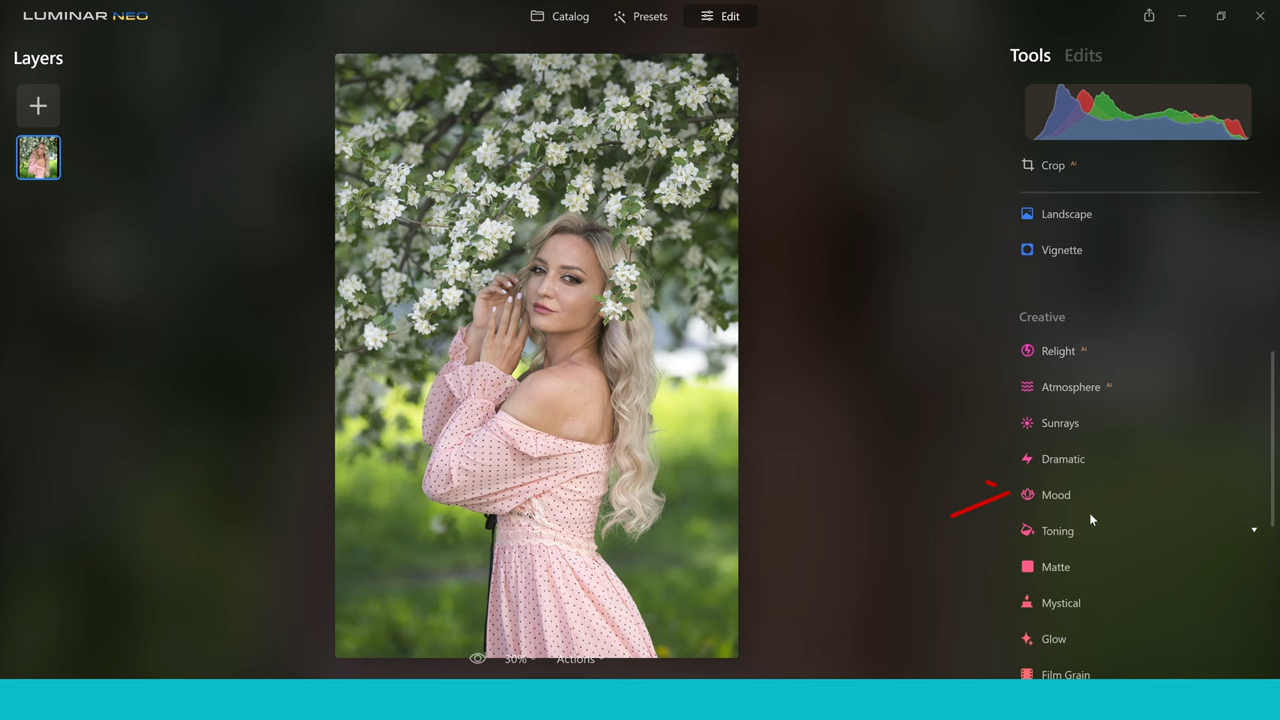 LUMINAR NEO
Catalog
Presets
Edit
Layers
Tools
Edits
Crop AI
Landscape
Vignette
Creative
Relight AI
Atmosphere AI
Sunrays
Dramatic
Mood
Toning
Matte
Mystical
Glow
Film Grain
30%
Actions